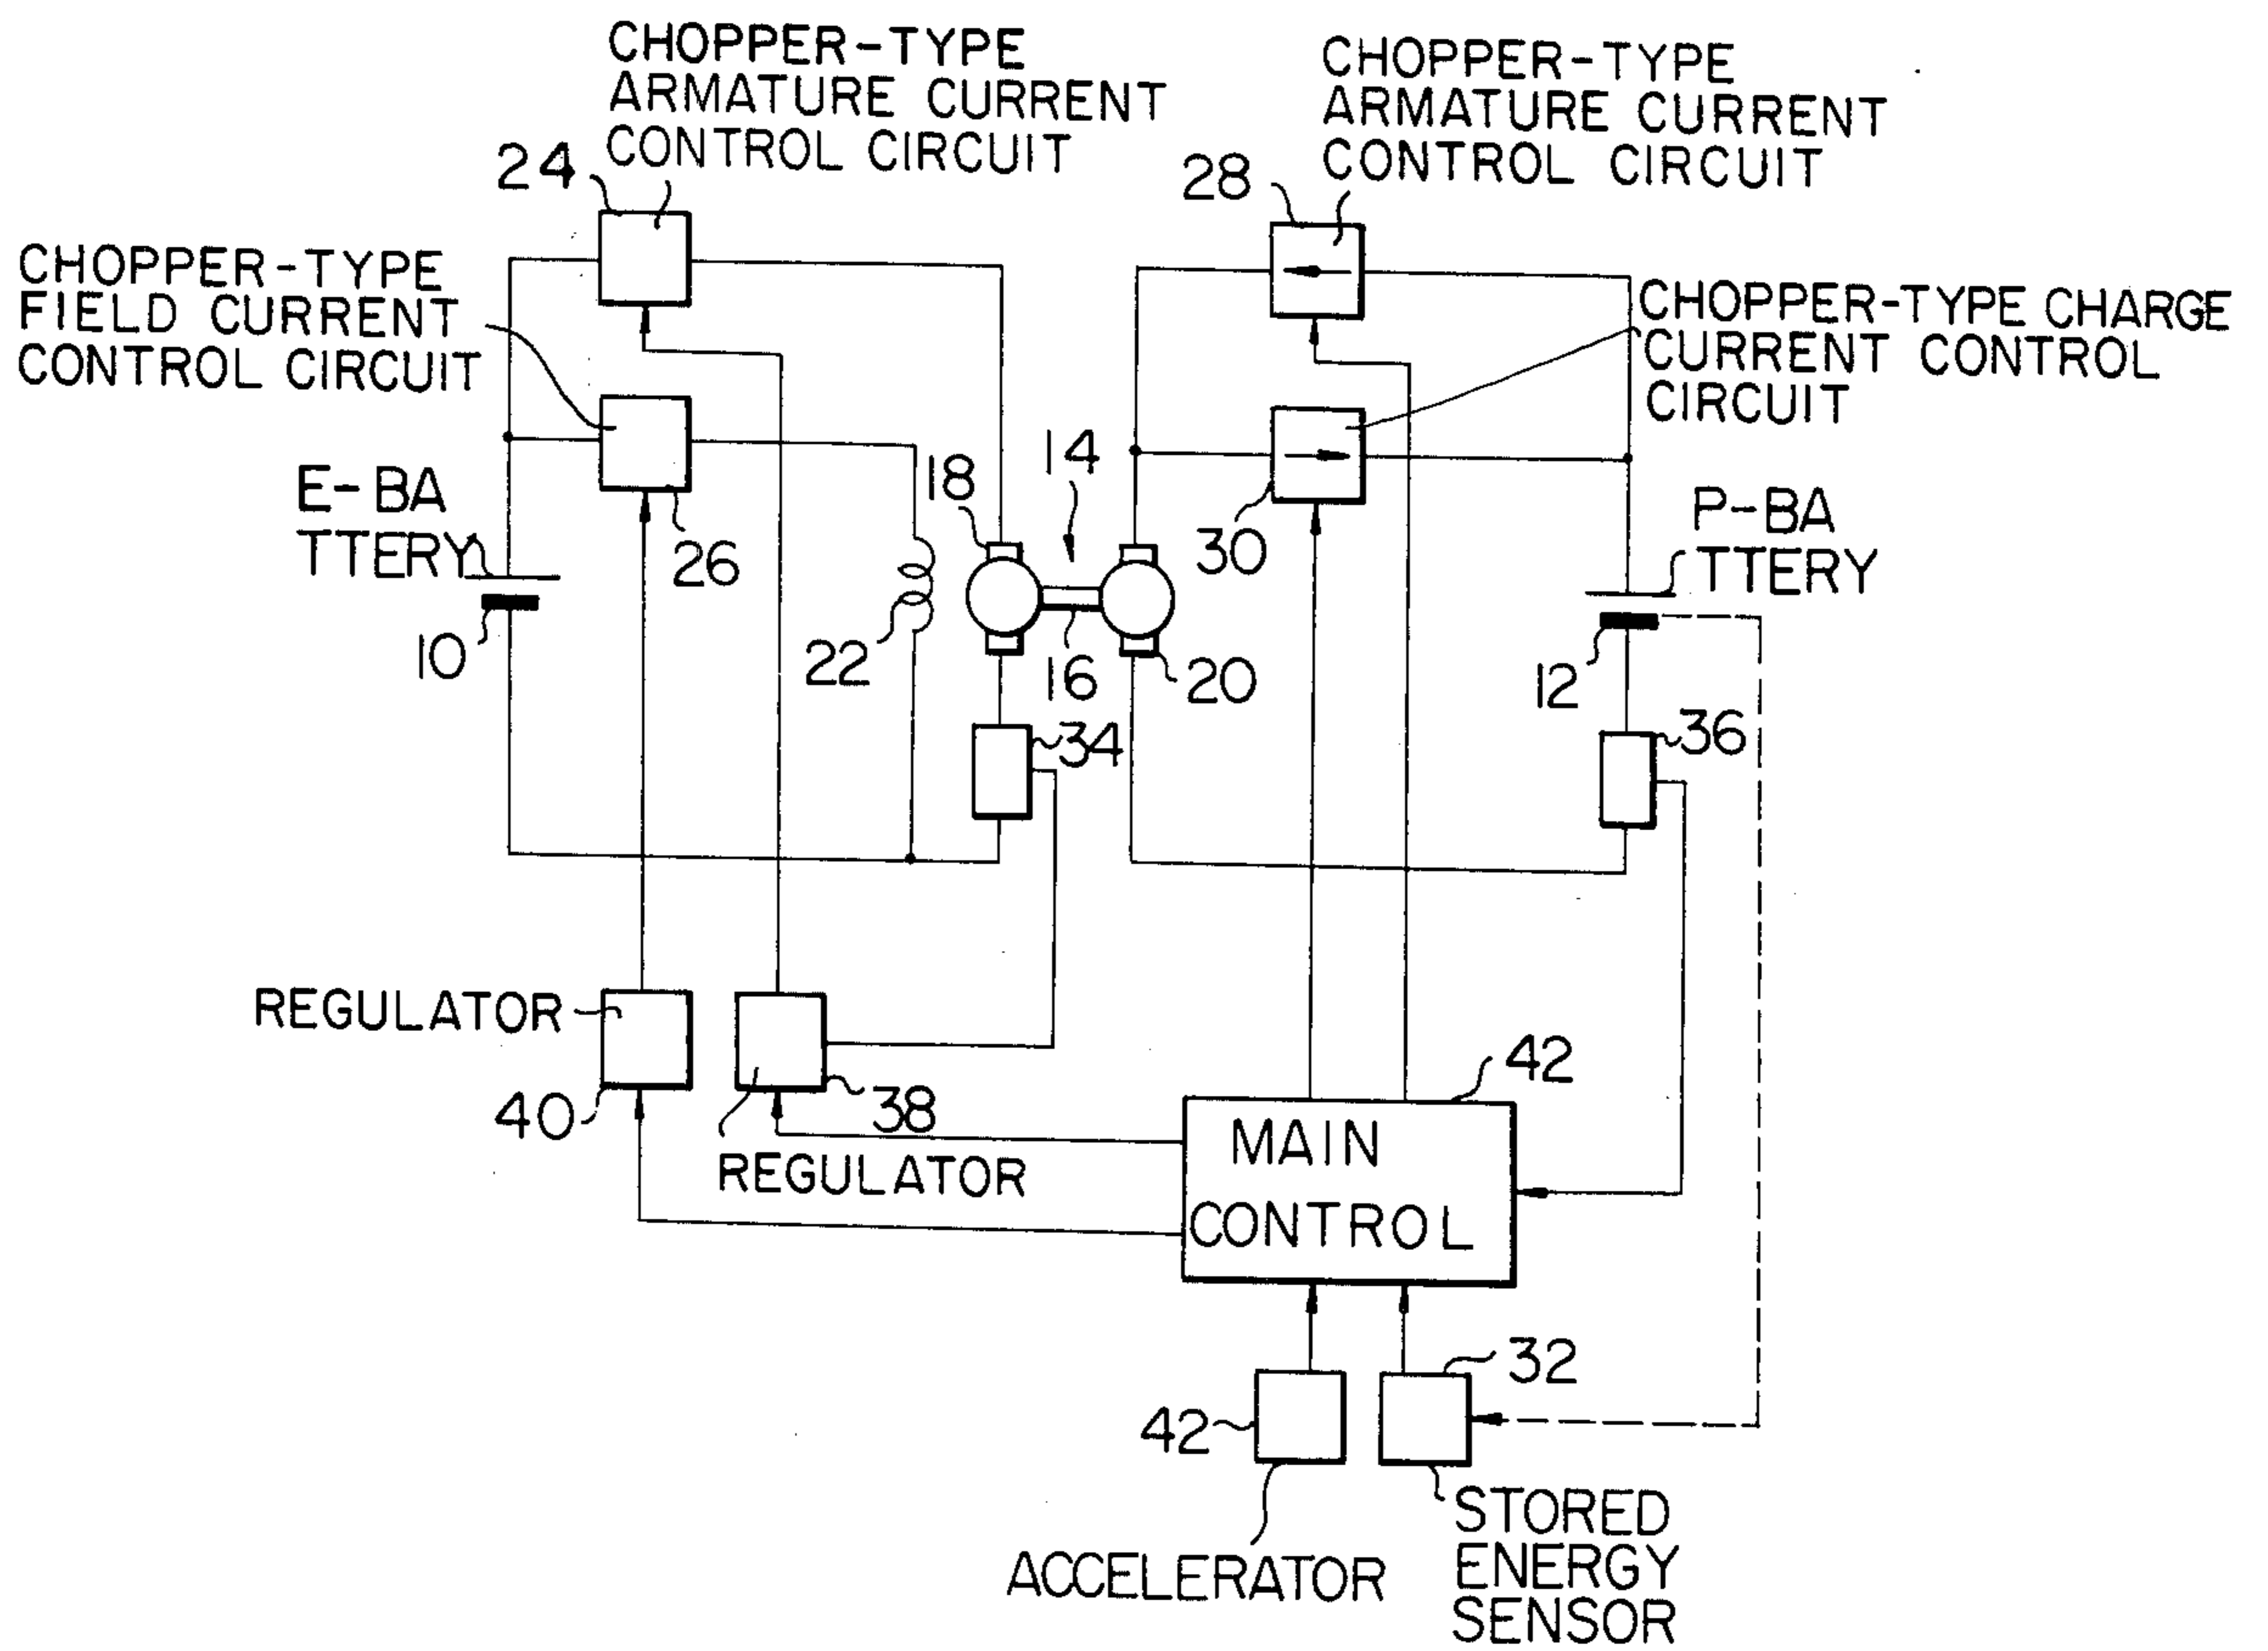 CHOPPER-TYPE
ARMATURE CURRENT
CONTROL CIRCUIT
24
CHOPPER-TYPE
ARMATURE CURRENT
CONTROL CIRCUIT
28
CHOPPER-TYPE
FIELD CURRENT
CONTROL CIRCUIT
CHOPPER-TYPE CHARGE
CURRENT CONTROL
CIRCUIT
E-BA
TTERY
10
26
18
14
30
P-BA
TTERY
22
16
20
12
34
36
REGULATOR
40
38
REGULATOR
42
MAIN
CONTROL
42
32
ACCELERATOR
STORED
ENERGY
SENSOR